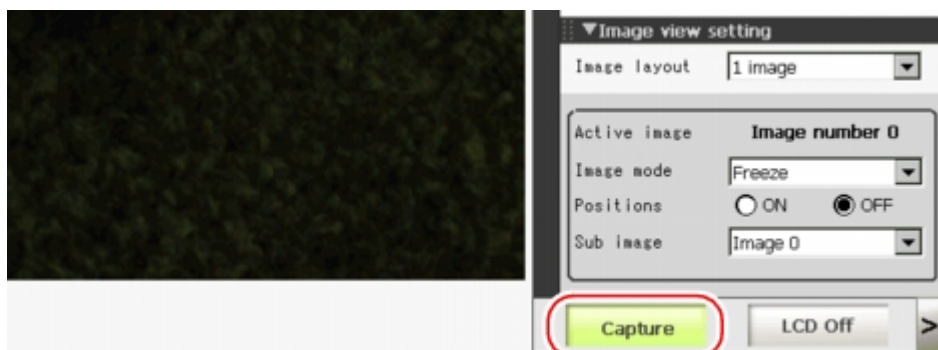 ▼Image view setting
Image layout 1 image
Active image Image number 0
Image mode Freeze
Positions ON OFF
Sub image Image 0
Capture LCD Off >